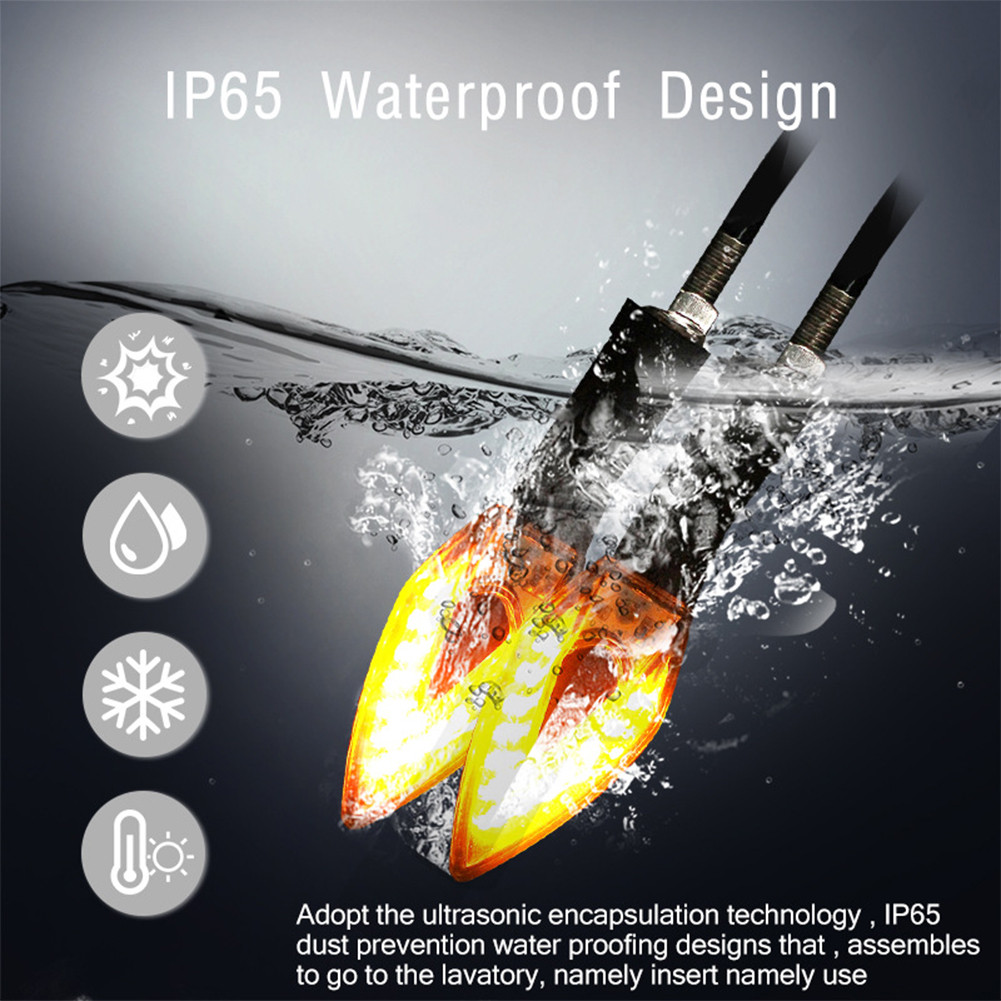 IP65 Waterproof Design
Adopt the ultrasonic encapsulation technology , IP65
dust prevention water proofing designs that , assembles
to go to the lavatory, namely insert namely use